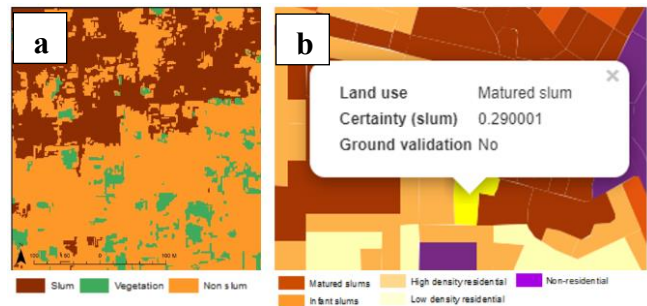 a
b
Land use Matured slum
Certainty (slum) 0.290001
Ground validation No
Slum Vegetation Non slum
Matured slums High density residential Non-residential
Infant slums Low density residential